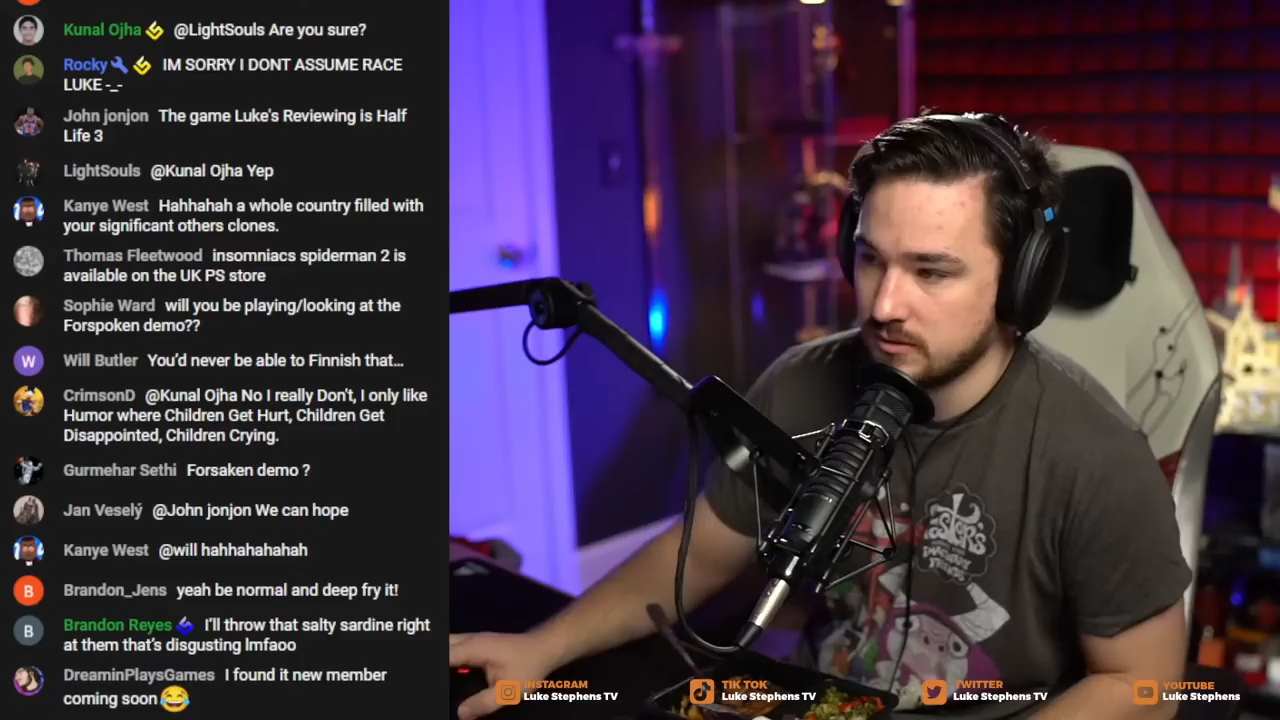 Kunal Ojha @LightSouls Are you sure?
Rocky IM SORRY I DONT ASSUME RACE
LUKE -_-
John jonjon The game Luke's Reviewing is Half
Life 3
LightSouls @Kunal Ojha Yep
Kanye West Hahhahah a whole country filled with
your significant others clones.
Thomas Fleetwood insomniacs spiderman 2 is
available on the UK PS store
Sophie Ward will you be playing/looking at the
Forspoken demo??
W Will Butler You'd never be able to Finnish that...
CrimsonD @Kunal Ojha No I really Don't, I only like
Humor where Children Get Hurt, Children Get
Disappointed, Children Crying.
Gurmehar Sethi Forsaken demo ?
Jan Veselý @John jonjon We can hope
Kanye West @will hahhahahahah
B Brandon_Jens yeah be normal and deep fry it!
B Brandon Reyes I'll throw that salty sardine right
at them that's disgusting lmfaoo
DreaminPlaysGames I found it new member
coming soon 😂
INSTAGRAM
Luke Stephens TV
TIK TOK
Luke Stephens TV
TWITTER
Luke Stephens TV
YOUTUBE
Luke Stephens TV